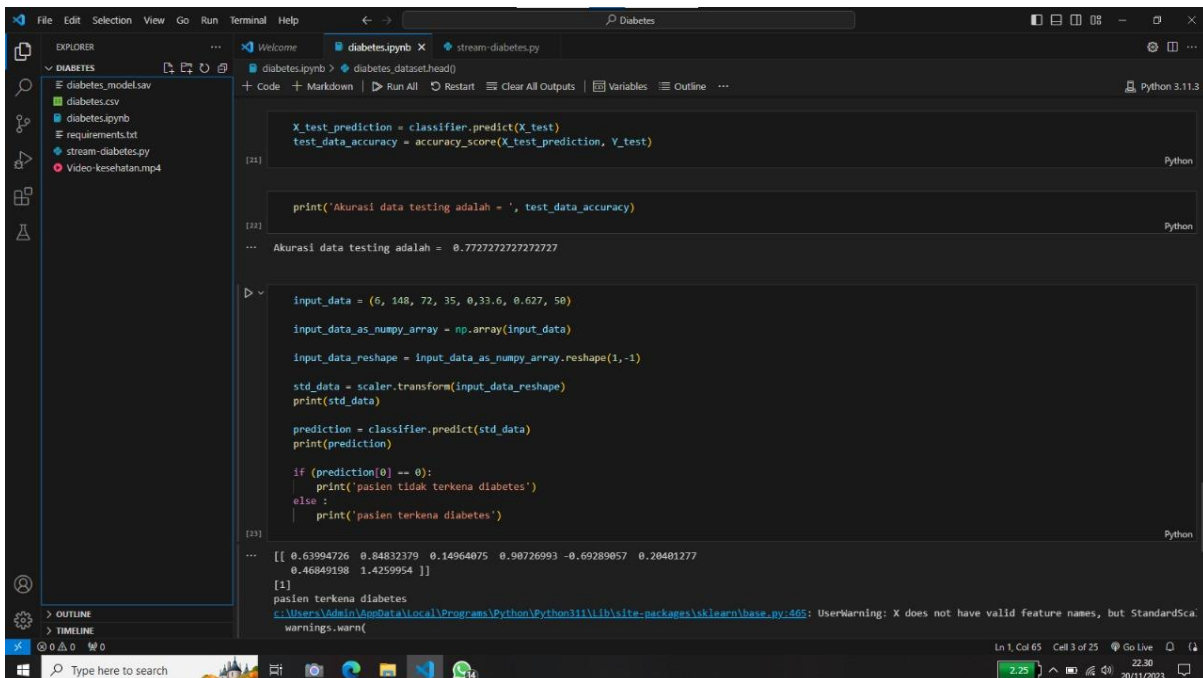 File Edit Selection View Go Run Terminal Help
Diabetes
EXPLORER
Welcome
diabetes.ipynb
stream-diabetes.py
DIABETES
diabetes.ipynb > diabetes_dataset.head()
diabetes_model.sav
+ Code + Markdown | Run All Restart Clear All Outputs | Variables Outline ...
Python 3.11.3
diabetes.csv
diabetes.ipynb
requirements.txt
stream-diabetes.py
Video-kesehatan.mp4
X_test_prediction = classifier.predict(X_test)
test_data_accuracy = accuracy_score(X_test_prediction, Y_test)
[21]
Python
print('Akurasi data testing adalah = ', test_data_accuracy)
[22]
Python
... Akurasi data testing adalah = 0.7727272727272727
input_data = (6, 148, 72, 35, 0,33.6, 0.627, 50)
input_data_as_numpy_array = np.array(input_data)
input_data_reshape = input_data_as_numpy_array.reshape(1,-1)
std_data = scaler.transform(input_data_reshape)
print(std_data)
prediction = classifier.predict(std_data)
print(prediction)
if (prediction[0] == 0):
print('pasien tidak terkena diabetes')
else :
print('pasien terkena diabetes')
[23]
Python
... [[ 0.63994726 0.84832379 0.14964075 0.90726993 -0.69289057 0.20401277
0.46849198 1.4259954 ]]
[1]
pasien terkena diabetes
c:\Users\Admin\AppData\Local\Programs\Python\Python311\Lib\site-packages\sklearn\base.py:465: UserWarning: X does not have valid feature names, but StandardSca
warnings.warn(
OUTLINE
TIMELINE
0 0 0
Ln 1, Col 65 Cell 3 of 25 Go Live
Type here to search
14
2.25
22.30
20/11/2023